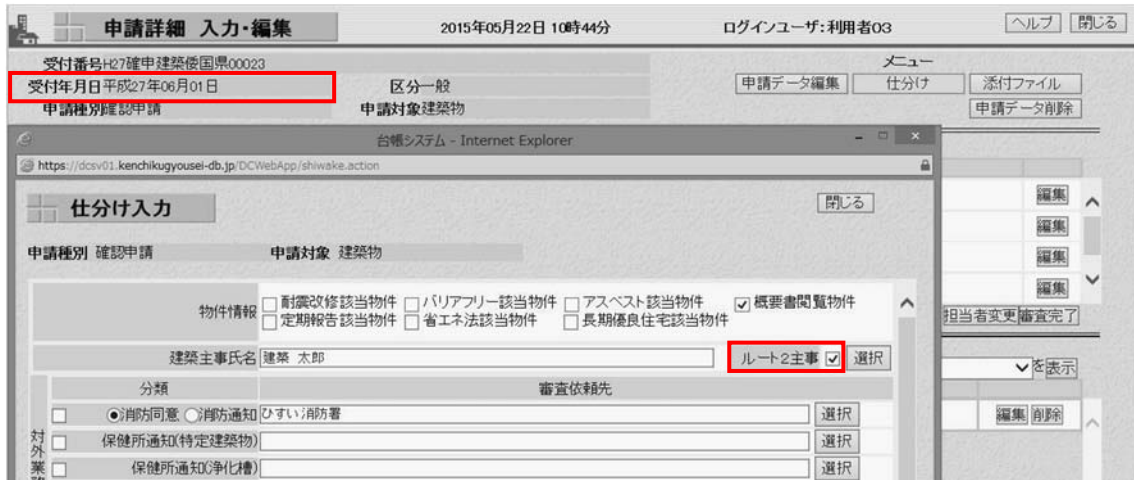 申請詳細 入力・編集 2015年05月22日 10時44分 ログインユーザ：利用者03 ヘルプ 閉じる
受付番号H27確申建築倭国県00023 メニュー
受付年月日平成27年06月01日 区分一般 申請データ編集 仕分け 添付ファイル
申請種別確認申請 申請対象建築物 申請データ削除
台帳システム - Internet Explorer
https://dcsv01.kenchikugyousei-db.jp/DCWebApp/shiwake.action
仕分け入力 閉じる
編集
編集
申請種別 確認申請 申請対象 建築物 編集
編集
物件情報 耐震改修該当物件 バリアフリー該当物件 アスベスト該当物件 概要書閲覧物件
定期報告該当物件 省エネ法該当物件 長期優良住宅該当物件
担当者変更 審査完了
建築主事氏名 建築 太郎 ルート2主事 選択
を 表示
分類 審査依頼先
消防同意 消防通知 ひすい消防署 選択
編集 削除
対外業
保健所通知(特定建築物) 選択
保健所通知(浄化槽) 選択